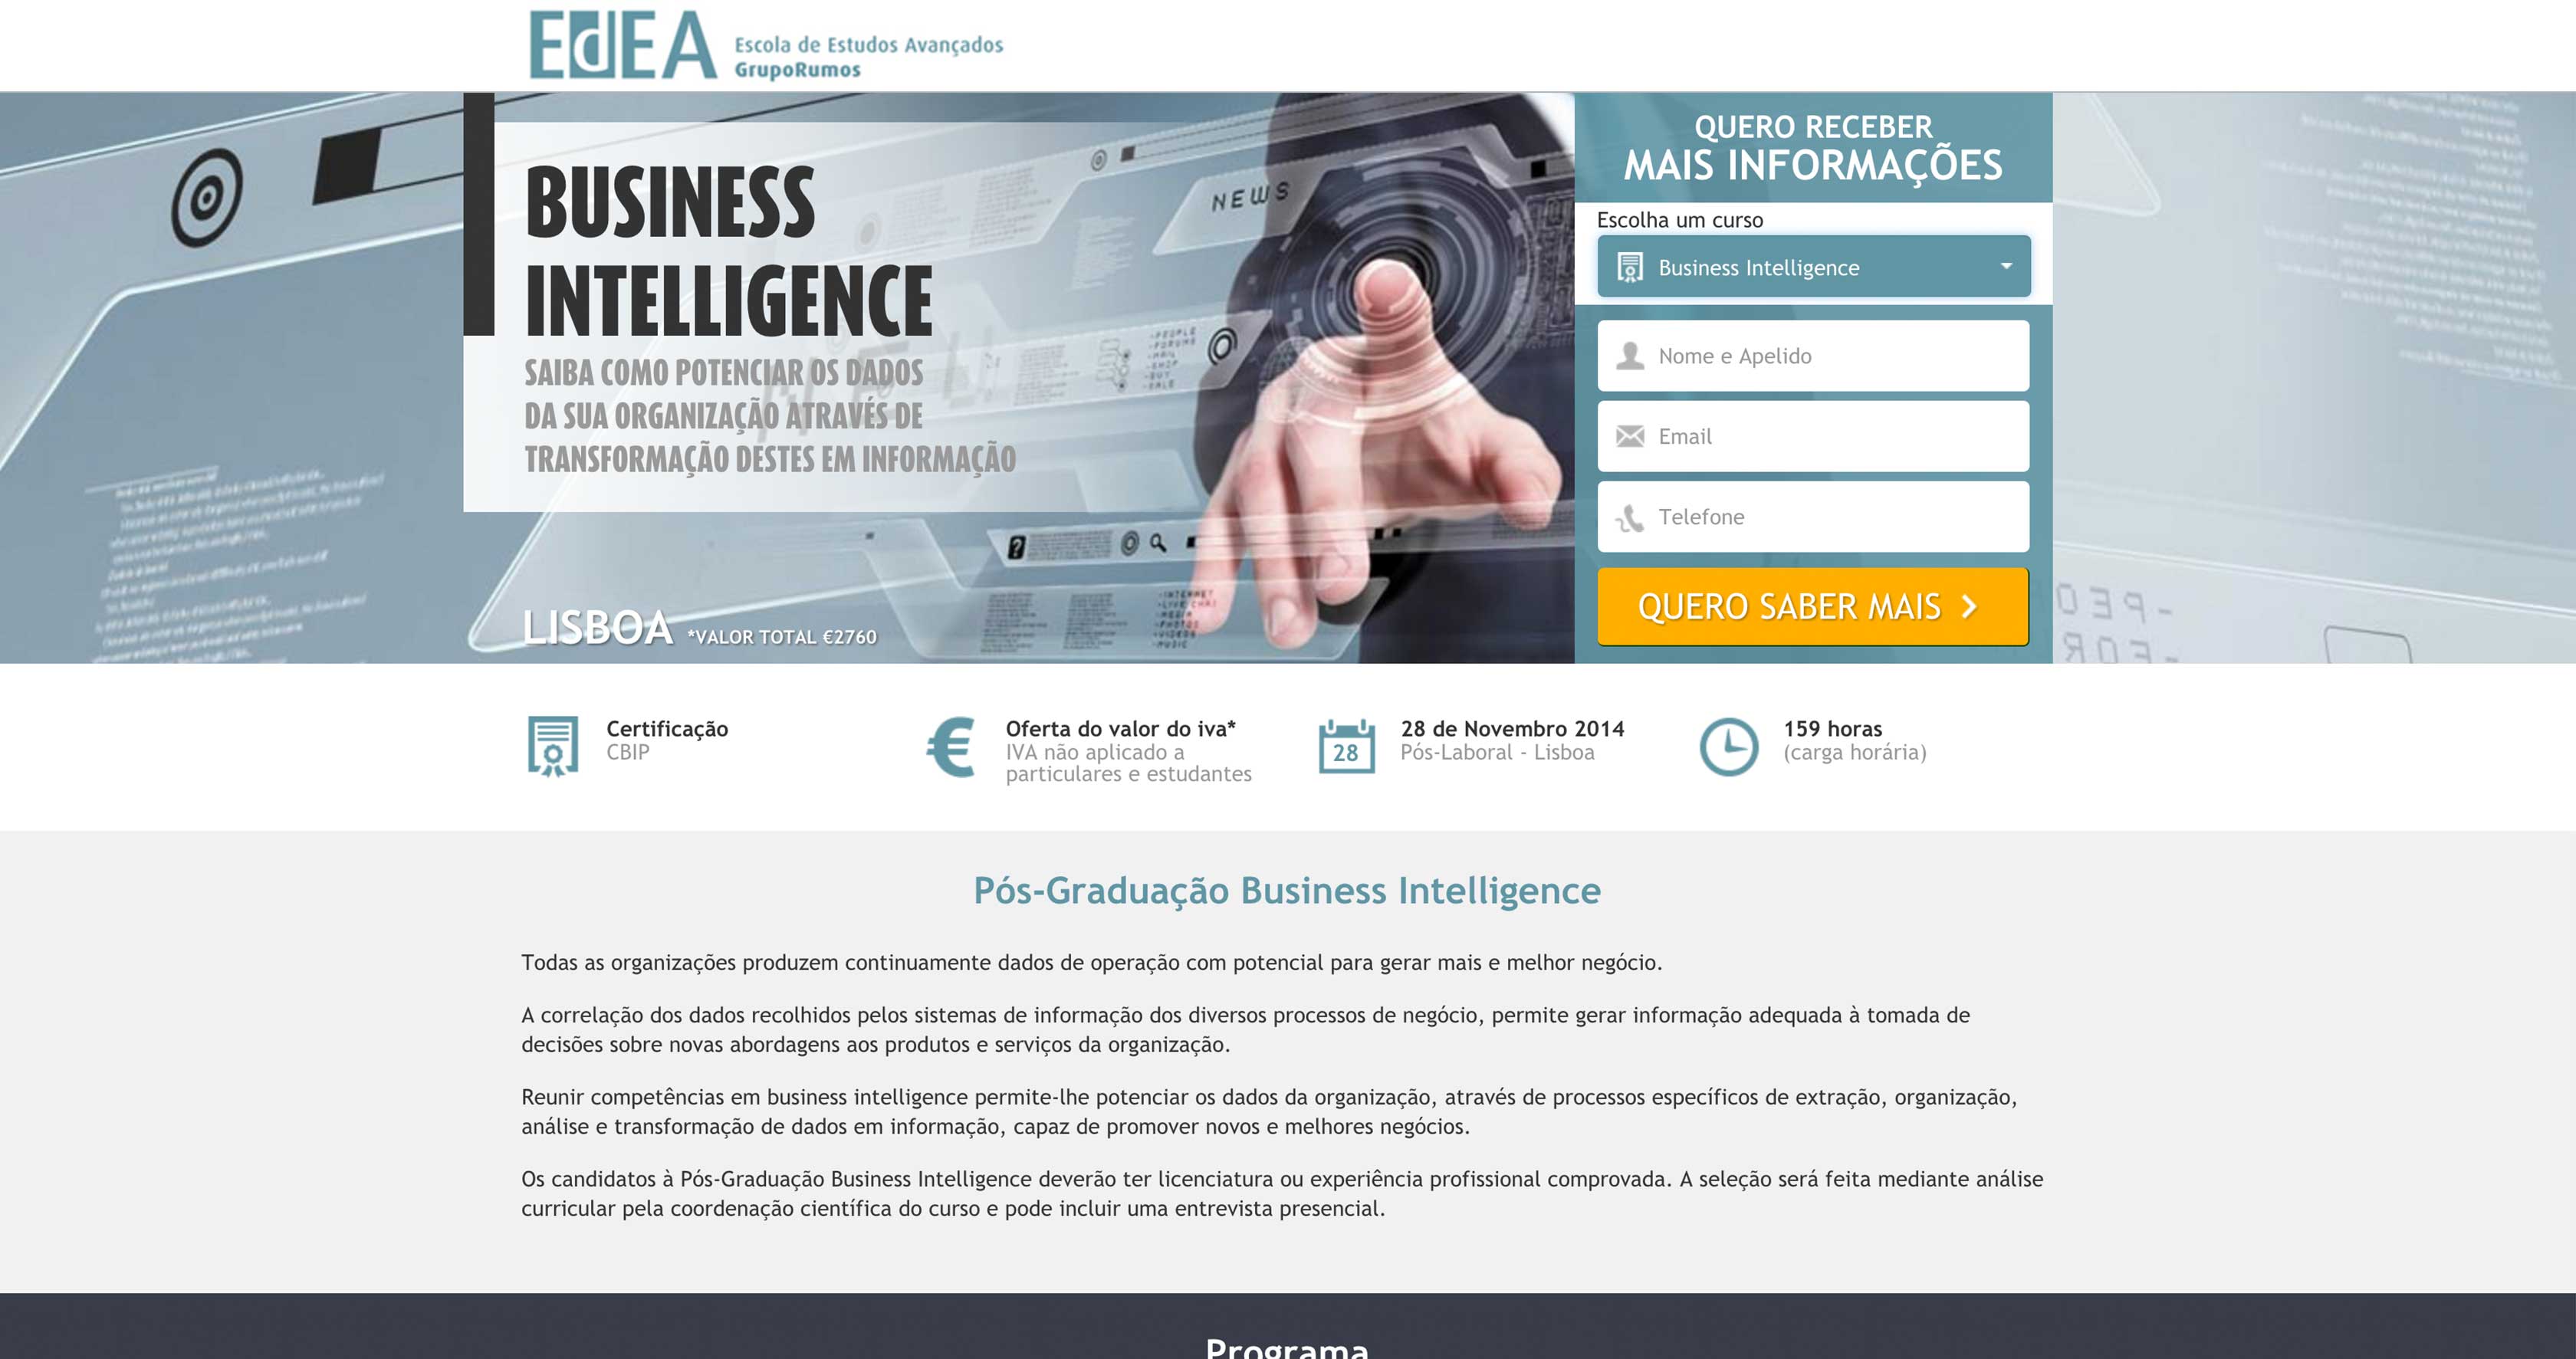 EdEA Escola de Estudos Avançados
GrupoRumos
BUSINESS
INTELLIGENCE
SAIBA COMO POTENCIAR OS DADOS
DA SUA ORGANIZAÇÃO ATRAVÉS DE
TRANSFORMAÇÃO DESTES EM INFORMAÇÃO
NEWS
LISBOA *VALOR TOTAL €2760
QUERO RECEBER
MAIS INFORMAÇÕES
Escolha um curso
Business Intelligence
Nome e Apelido
Email
Telefone
QUERO SABER MAIS
Certificação
CBIP
Oferta do valor do iva*
IVA não aplicado a
particulares e estudantes
28
28 de Novembro 2014
Pós-Laboral - Lisboa
159 horas
(carga horária)
Pós-Graduação Business Intelligence
Todas as organizações produzem continuamente dados de operação com potencial para gerar mais e melhor negócio.
A correlação dos dados recolhidos pelos sistemas de informação dos diversos processos de negócio, permite gerar informação adequada à tomada de
decisões sobre novas abordagens aos produtos e serviços da organização.
Reunir competências em business intelligence permite-lhe potenciar os dados da organização, através de processos específicos de extração, organização,
análise e transformação de dados em informação, capaz de promover novos e melhores negócios.
Os candidatos à Pós-Graduação Business Intelligence deverão ter licenciatura ou experiência profissional comprovada. A seleção será feita mediante análise
curricular pela coordenação científica do curso e pode incluir uma entrevista presencial.
Programa